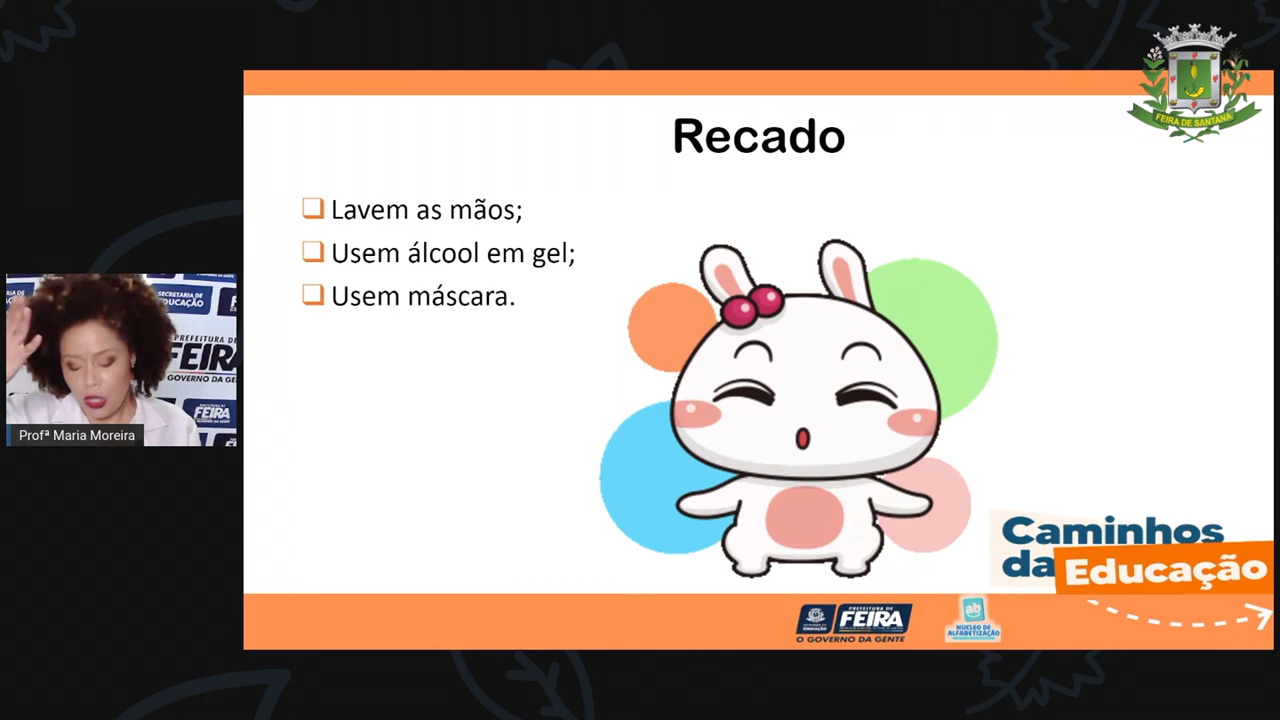 FEIRA DE SANTANA
Recado
Lavem as mãos;
Usem álcool em gel;
Usem máscara.
SECRETARIA DE
EDUCAÇÃO
PREFEITURA DE
FEIRA
GOVERNO DA GENTE
FEIRA
Profª Maria Moreira
Caminhos
da Educação
EDUCAÇÃO
PREFEITURA DE
FEIRA
O GOVERNO DA GENTE
ab
NÚCLEO DE
ALFABETIZAÇÃO